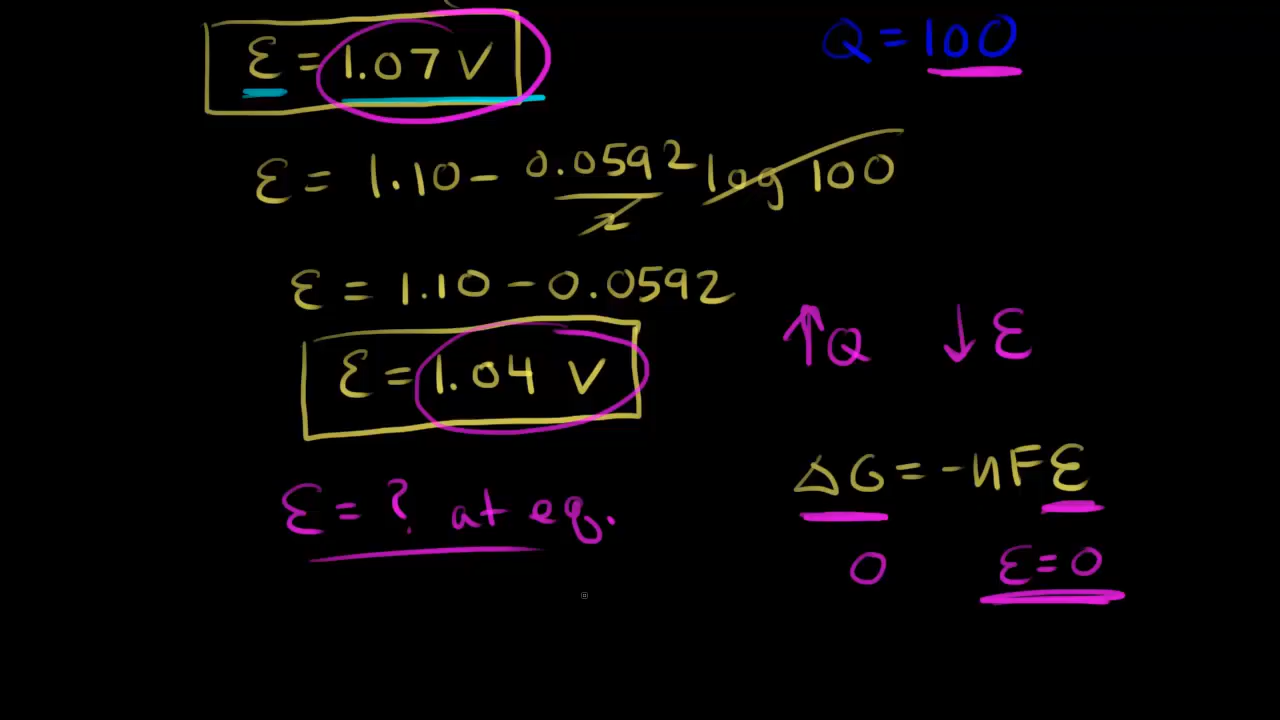 ε = 1.07 V
Q = 100
ε = 1.10 - 0.0592/2 log 100
ε = 1.10 - 0.0592
↑Q ↓ε
ε = 1.04 V
ΔG = -nFε
ε = ? at eq.
0 ε = 0